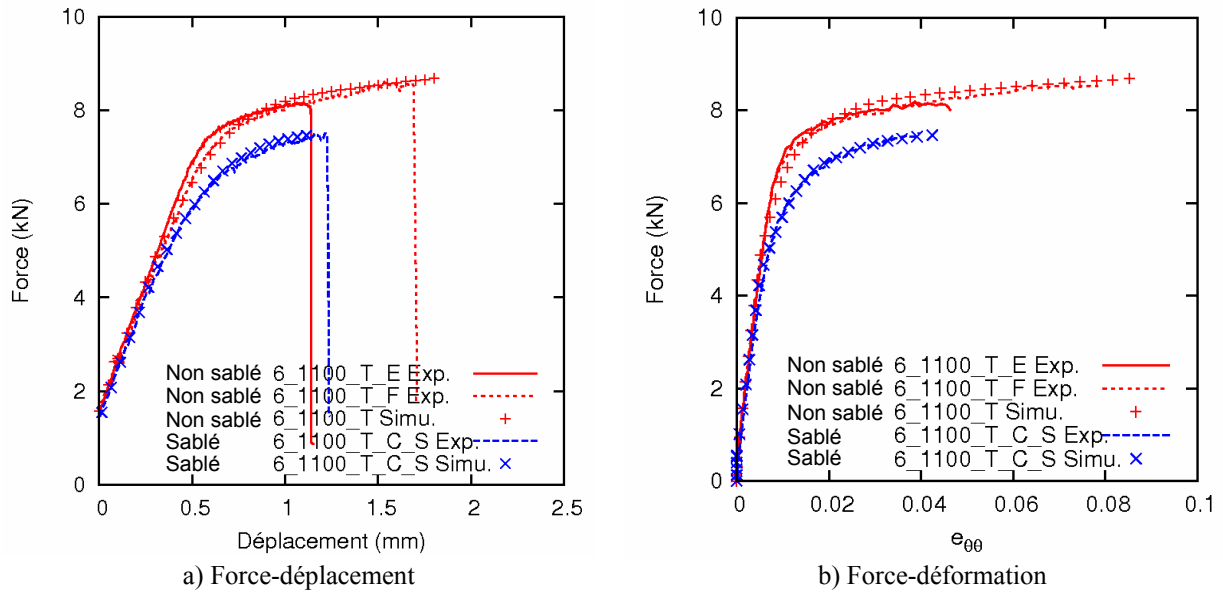 10
8
6
4
2
0
Force (kN)
Non sablé 6_1100_T_E Exp.
Non sablé 6_1100_T_F Exp.
Non sablé 6_1100_T Simu.
Sablé 6_1100_T_C_S Exp.
Sablé 6_1100_T_C_S Simu.
0 0.5 1 1.5 2 2.5
Déplacement (mm)
a) Force-déplacement
10
8
6
4
2
0
Force (kN)
Non sablé 6_1100_T_E Exp.
Non sablé 6_1100_T_F Exp.
Non sablé 6_1100_T Simu.
Sablé 6_1100_T_C_S Exp.
Sablé 6_1100_T_C_S Simu.
0 0.02 0.04 0.06 0.08 0.1
eθθ
b) Force-déformation